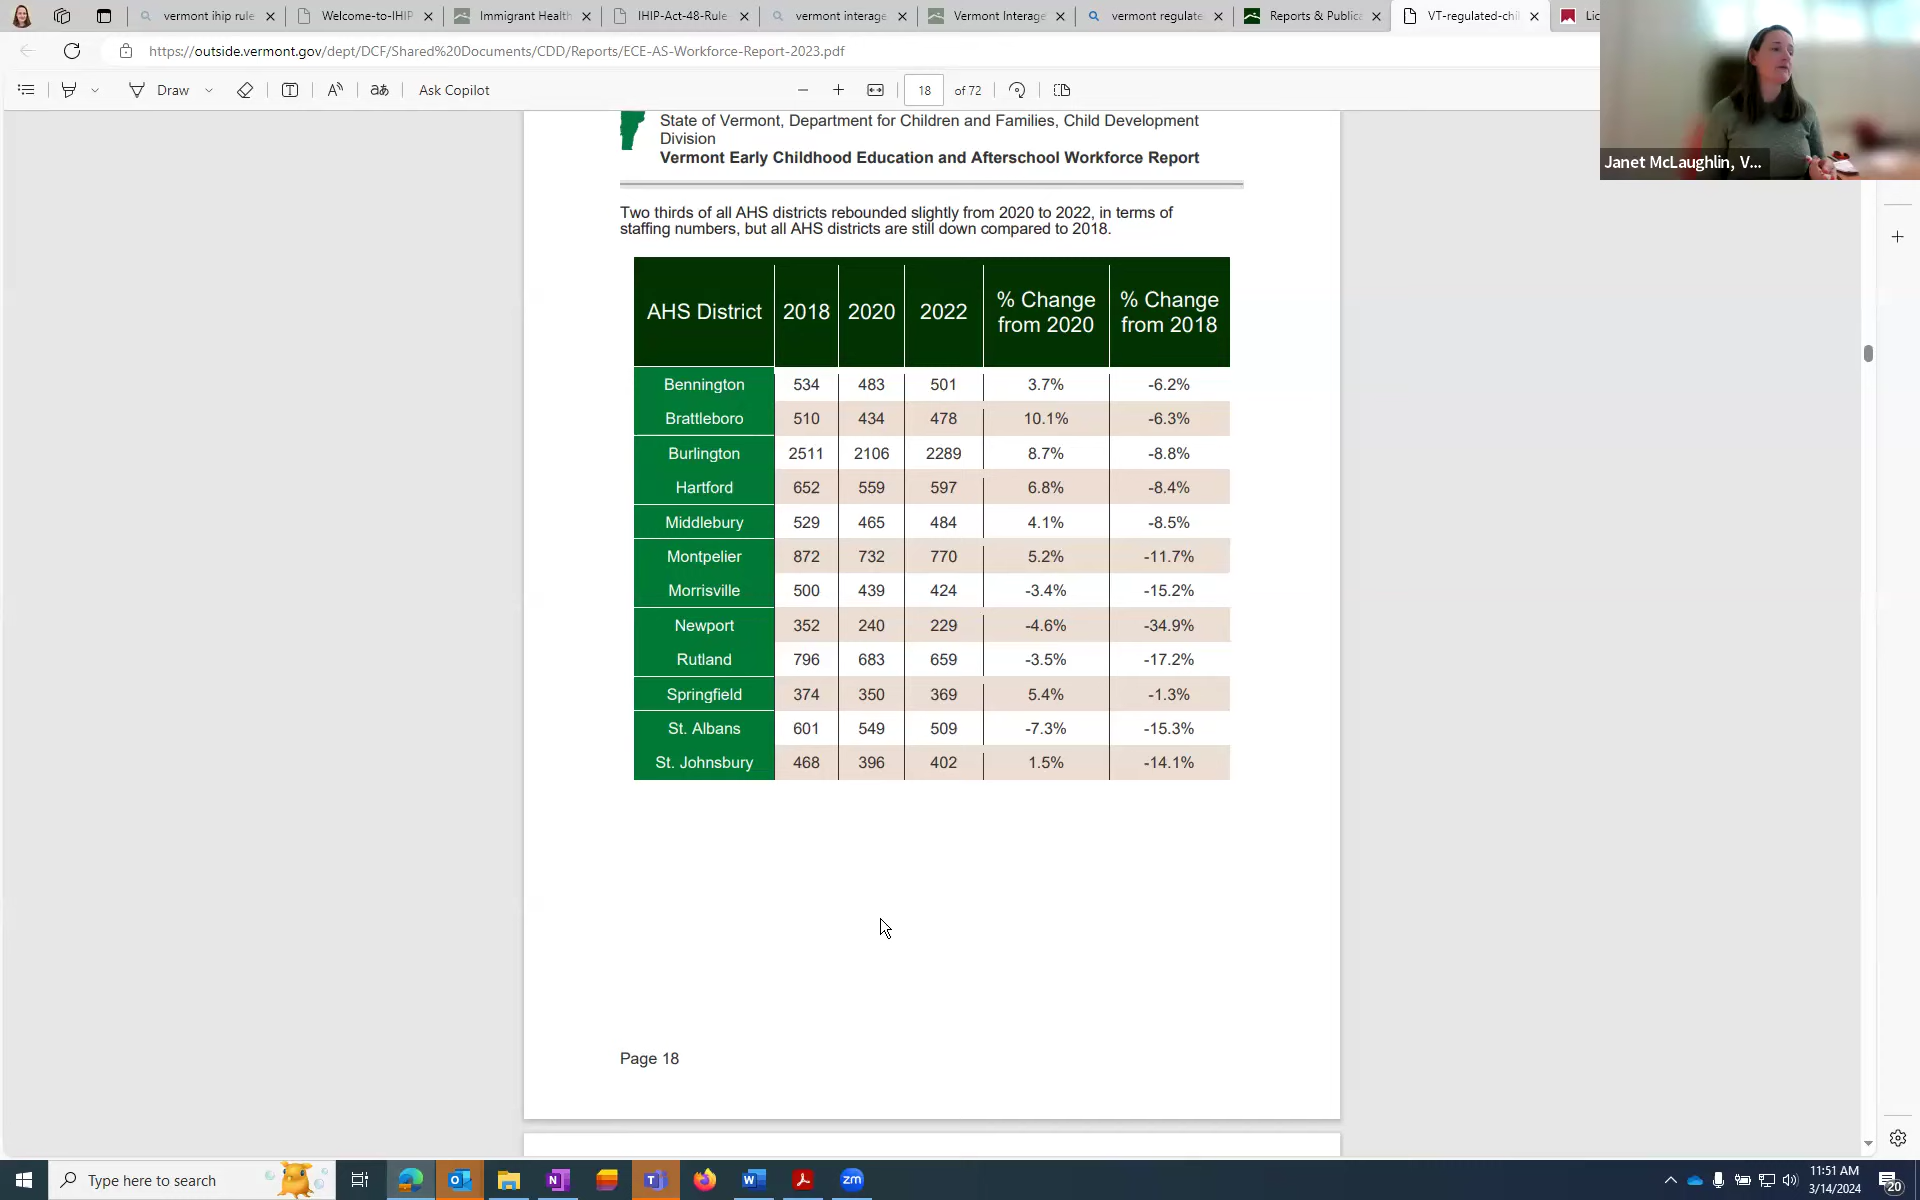 vermont ihip rule
Welcome-to-IHIP
Immigrant Health
IHIP-Act-48-Rule
vermont interage
Vermont Interage
vermont regulate
Reports & Publica
VT-regulated-chi
Lic
https://outside.vermont.gov/dept/DCF/Shared%20Documents/CDD/Reports/ECE-AS-Workforce-Report-2023.pdf
Draw
Ask Copilot
18
of 72
Janet McLaughlin, V...
State of Vermont, Department for Children and Families, Child Development
Division
Vermont Early Childhood Education and Afterschool Workforce Report
Two thirds of all AHS districts rebounded slightly from 2020 to 2022, in terms of
staffing numbers, but all AHS districts are still down compared to 2018.
AHS District 2018 2020 2022 % Change from 2020 % Change from 2018
Bennington 534 483 501 3.7% -6.2%
Brattleboro 510 434 478 10.1% -6.3%
Burlington 2511 2106 2289 8.7% -8.8%
Hartford 652 559 597 6.8% -8.4%
Middlebury 529 465 484 4.1% -8.5%
Montpelier 872 732 770 5.2% -11.7%
Morrisville 500 439 424 -3.4% -15.2%
Newport 352 240 229 -4.6% -34.9%
Rutland 796 683 659 -3.5% -17.2%
Springfield 374 350 369 5.4% -1.3%
St. Albans 601 549 509 -7.3% -15.3%
St. Johnsbury 468 396 402 1.5% -14.1%
Page 18
Type here to search
11:51 AM
3/14/2024
20